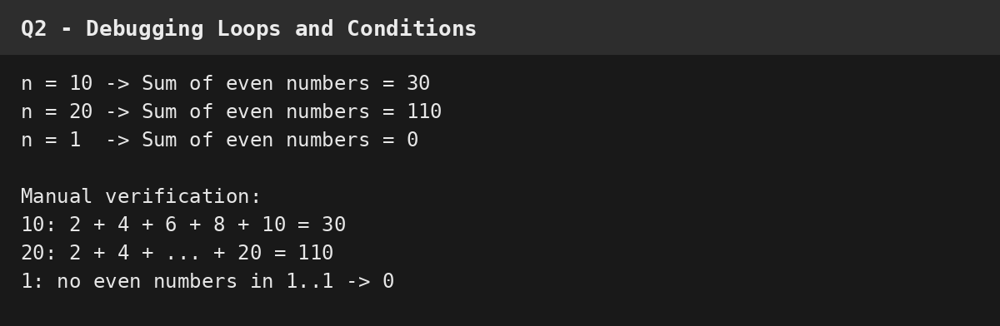 Q2 - Debugging Loops and Conditions
n = 10 -> Sum of even numbers = 30
n = 20 -> Sum of even numbers = 110
n = 1  -> Sum of even numbers = 0
Manual verification:
10: 2 + 4 + 6 + 8 + 10 = 30
20: 2 + 4 + ... + 20 = 110
1: no even numbers in 1..1 -> 0